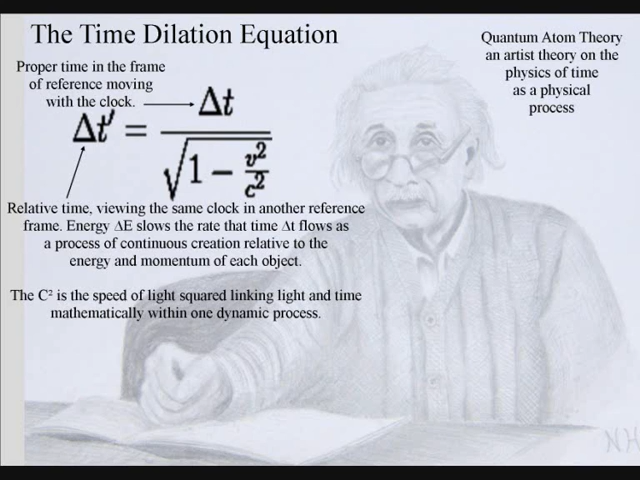 The Time Dilation Equation
Quantum Atom Theory
an artist theory on the
physics of time
as a physical
process
Proper time in the frame
of reference moving
with the clock.
Δt′ = Δt / √(1 − v²/c²)
Relative time, viewing the same clock in another reference
frame. Energy ΔE slows the rate that time Δt flows as
a process of continuous creation relative to the
energy and momentum of each object.
The C² is the speed of light squared linking light and time
mathematically within one dynamic process.
NH